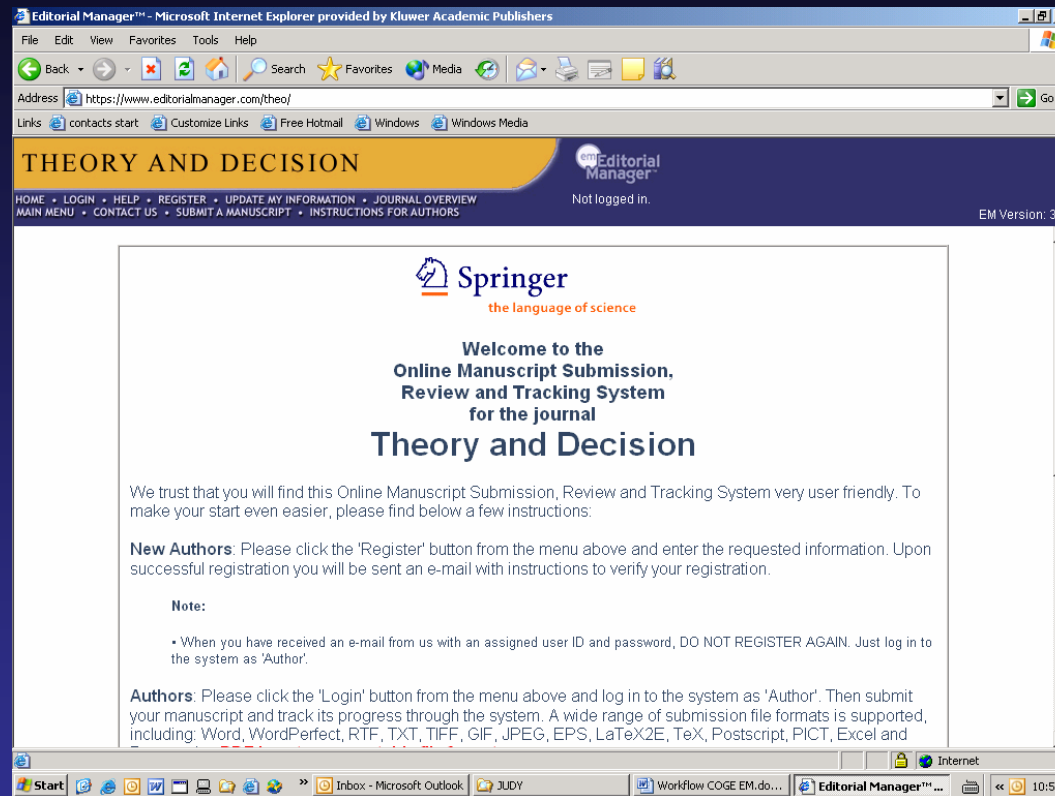 Editorial Manager™ - Microsoft Internet Explorer provided by Kluwer Academic Publishers
File Edit View Favorites Tools Help
Back Search Favorites Media
Address https://www.editorialmanager.com/theo/ Go
Links contacts start Customize Links Free Hotmail Windows Windows Media
THEORY AND DECISION
em Editorial Manager™
HOME • LOGIN • HELP • REGISTER • UPDATE MY INFORMATION • JOURNAL OVERVIEW
MAIN MENU • CONTACT US • SUBMIT A MANUSCRIPT • INSTRUCTIONS FOR AUTHORS
Not logged in.
EM Version: 3
Springer
the language of science
Welcome to the
Online Manuscript Submission,
Review and Tracking System
for the journal
Theory and Decision
We trust that you will find this Online Manuscript Submission, Review and Tracking System very user friendly. To
make your start even easier, please find below a few instructions:
New Authors: Please click the 'Register' button from the menu above and enter the requested information. Upon
successful registration you will be sent an e-mail with instructions to verify your registration.
Note:
• When you have received an e-mail from us with an assigned user ID and password, DO NOT REGISTER AGAIN. Just log in to
the system as 'Author'.
Authors: Please click the 'Login' button from the menu above and log in to the system as 'Author'. Then submit
your manuscript and track its progress through the system. A wide range of submission file formats is supported,
including: Word, WordPerfect, RTF, TXT, TIFF, GIF, JPEG, EPS, LaTeX2E, TeX, Postscript, PICT, Excel and
Internet
Start » Inbox - Microsoft Outlook JUDY Workflow COGE EM.do... Editorial Manager™ ... « 10:5